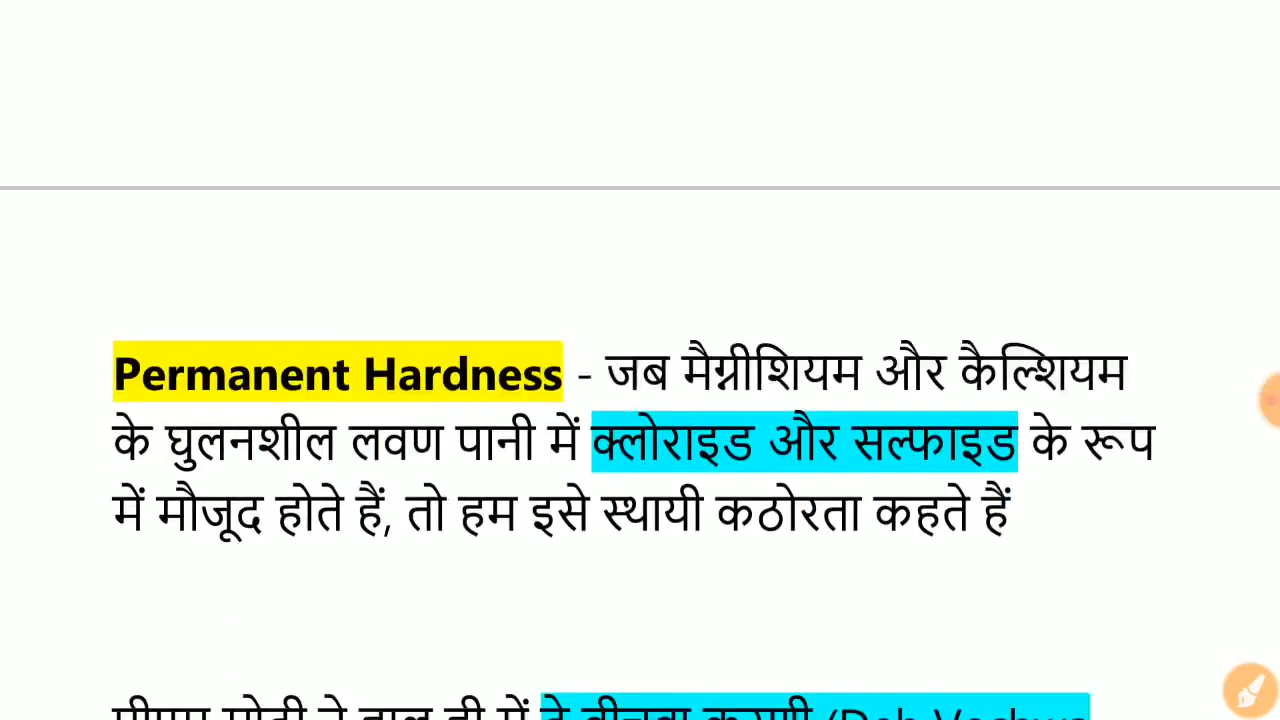 Permanent Hardness - जब मैग्नीशियम और कैल्शियम
के घुलनशील लवण पानी में क्लोराइड और सल्फाइड के रूप
में मौजूद होते हैं, तो हम इसे स्थायी कठोरता कहते हैं
मोदी ने हाल ही में